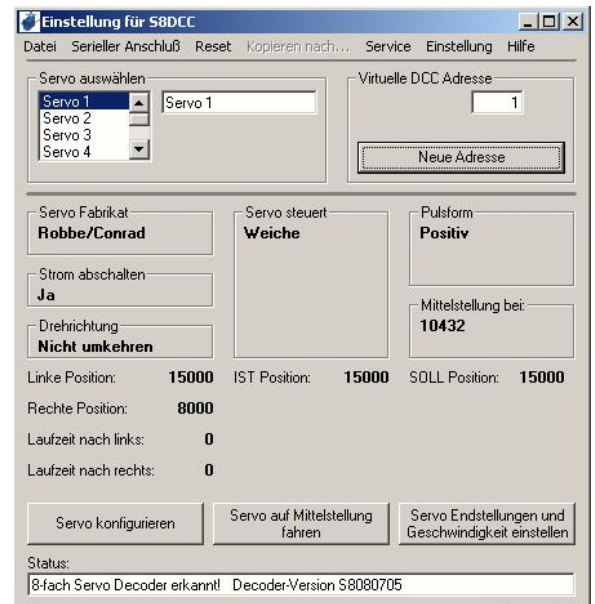 Einstellung für S8DCC
Datei Serieller Anschluß Reset Kopieren nach... Service Einstellung Hilfe
Servo auswählen
Servo 1
Servo 2
Servo 3
Servo 4
Servo 1
Virtuelle DCC Adresse
1
Neue Adresse
Servo Fabrikat
Robbe/Conrad
Servo steuert
Weiche
Pulsform
Positiv
Strom abschalten
Ja
Mittelstellung bei:
10432
Drehrichtung
Nicht umkehren
Linke Position: 15000 IST Position: 15000 SOLL Position: 15000
Rechte Position: 8000
Laufzeit nach links: 0
Laufzeit nach rechts: 0
Servo konfigurieren
Servo auf Mittelstellung
fahren
Servo Endstellungen und
Geschwindigkeit einstellen
Status:
8-fach Servo Decoder erkannt! Decoder-Version S8080705